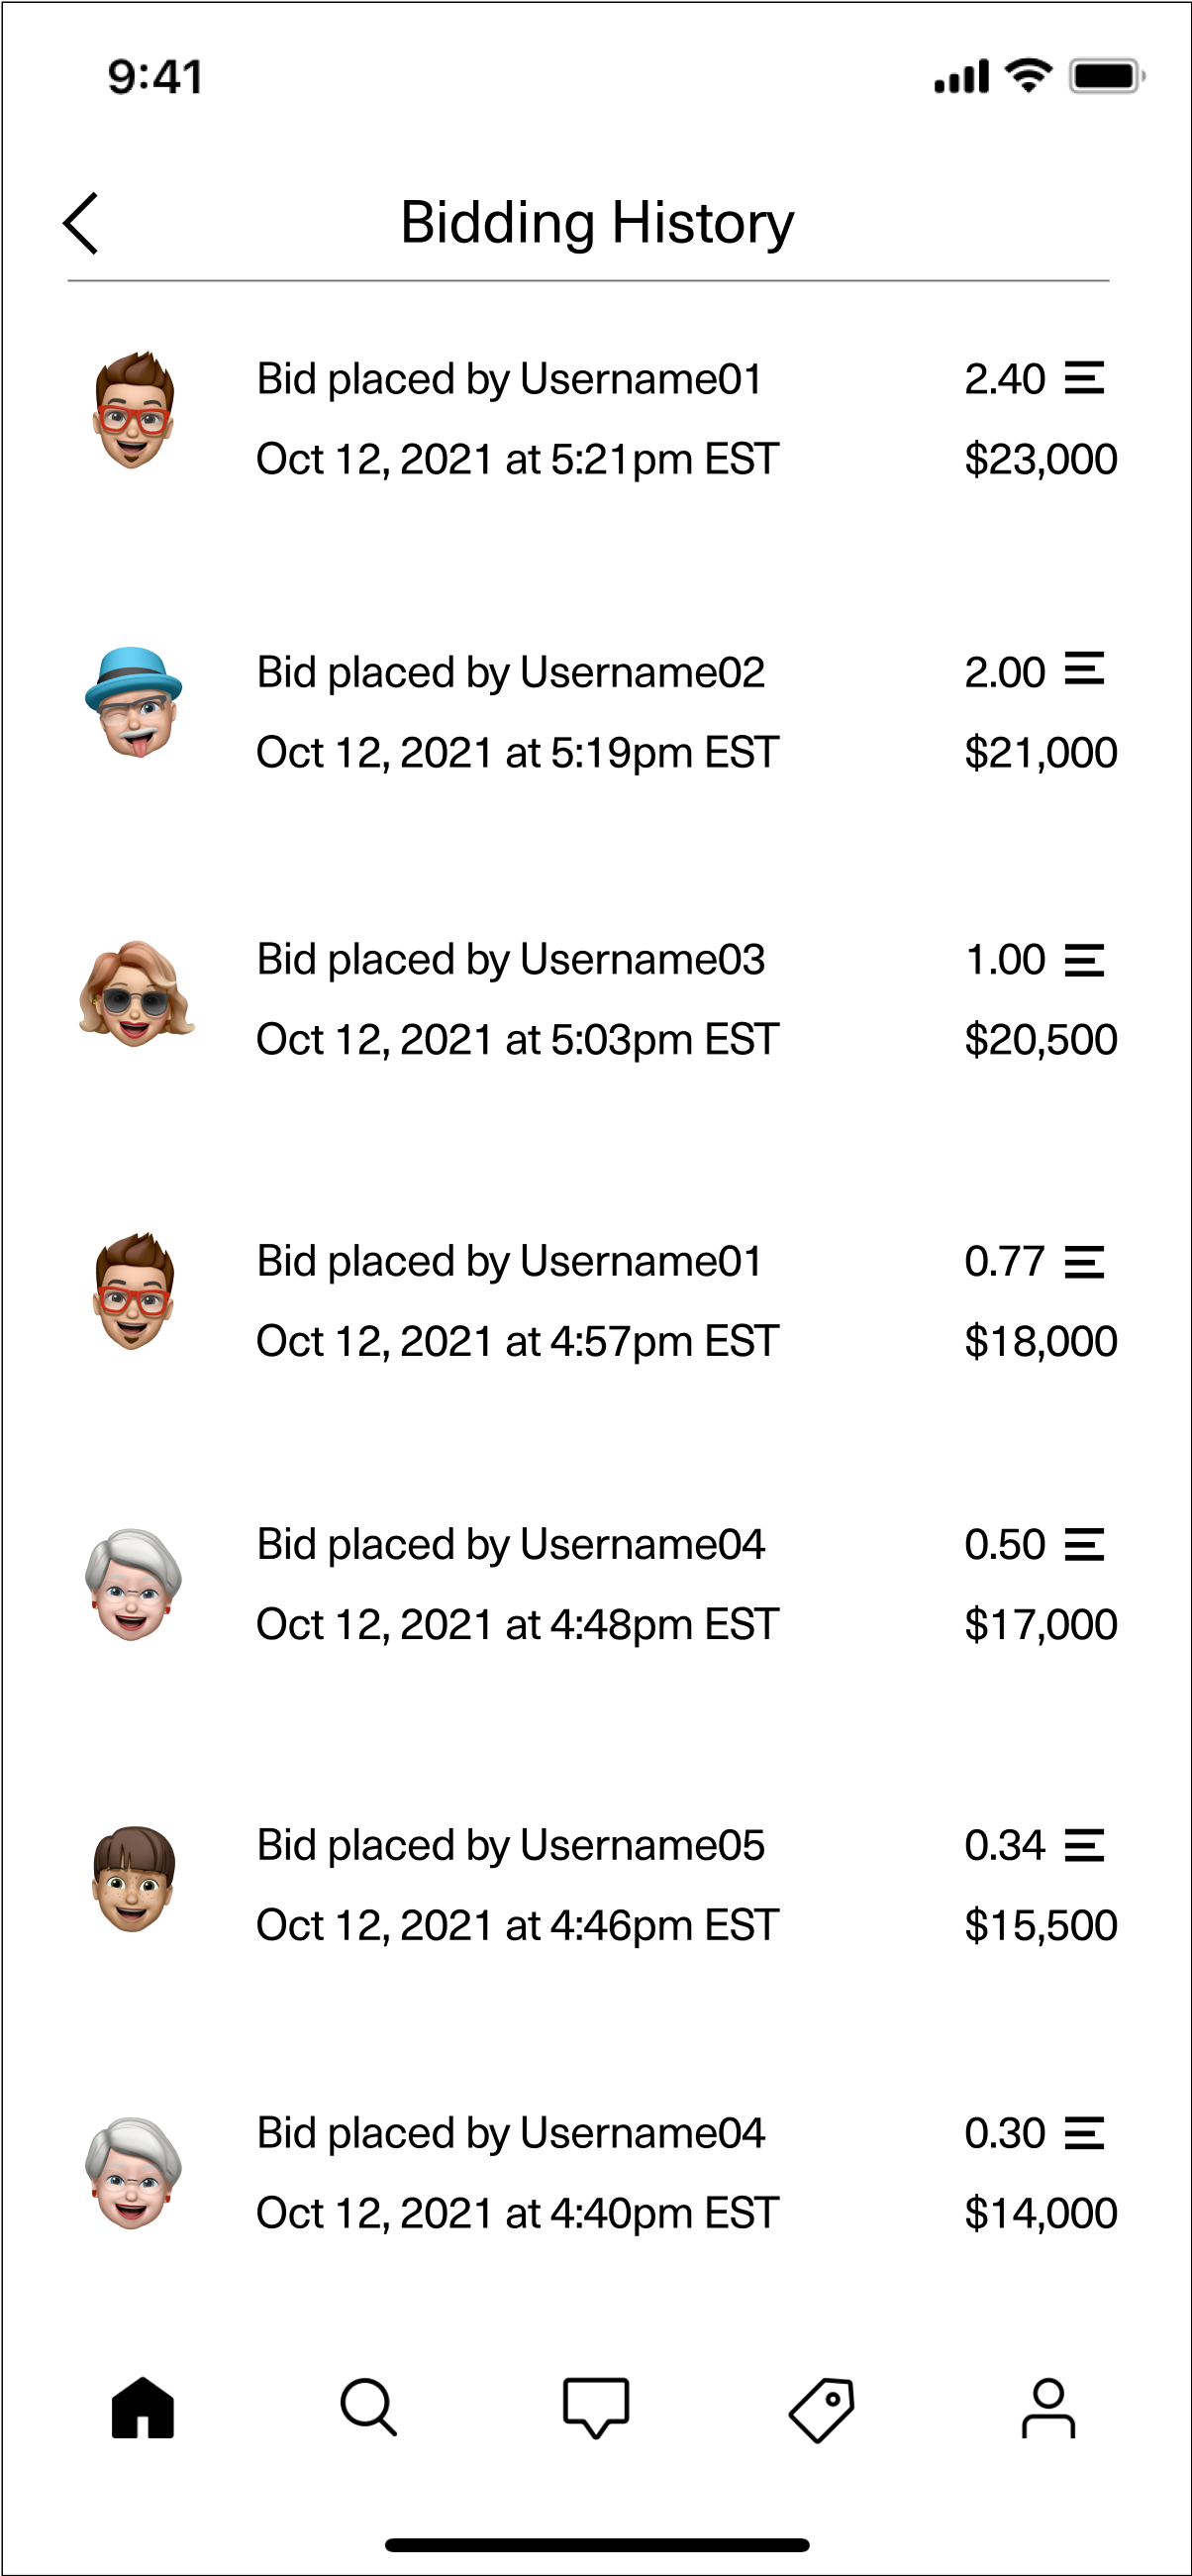 9:41
Bidding History
Bid placed by Username01 2.40
Oct 12, 2021 at 5:21pm EST $23,000
Bid placed by Username02 2.00
Oct 12, 2021 at 5:19pm EST $21,000
Bid placed by Username03 1.00
Oct 12, 2021 at 5:03pm EST $20,500
Bid placed by Username01 0.77
Oct 12, 2021 at 4:57pm EST $18,000
Bid placed by Username04 0.50
Oct 12, 2021 at 4:48pm EST $17,000
Bid placed by Username05 0.34
Oct 12, 2021 at 4:46pm EST $15,500
Bid placed by Username04 0.30
Oct 12, 2021 at 4:40pm EST $14,000